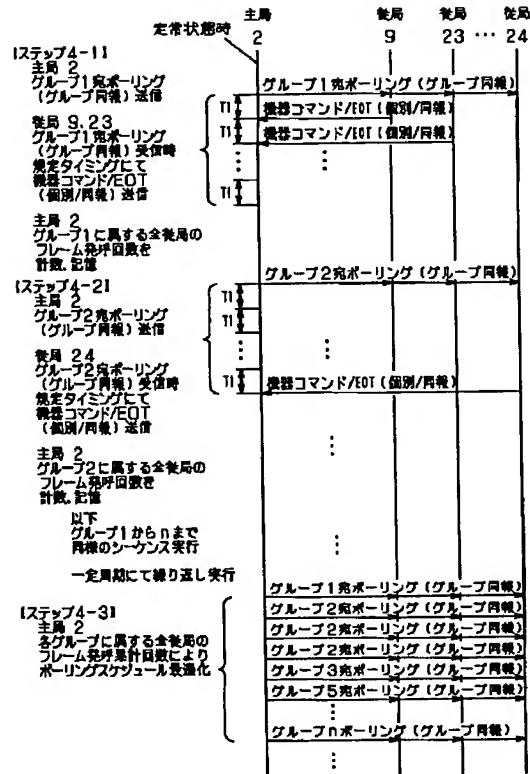 主局 従局 従局 従局
定常状態時 2 9 23 … 24
[ステップ4-1]
主局 2
グループ1宛ポーリング
(グループ同報) 送信
グループ1宛ポーリング (グループ同報)
T1 機器コマンド/EOT (個別/同報)
T1 機器コマンド/EOT (個別/同報)
T1
従局 9,23
グループ1宛ポーリング
(グループ同報) 受信時
規定タイミングにて
機器コマンド/EOT
(個別/同報) 送信
主局 2
グループ1に属する全従局の
フレーム発呼回数を
計数、記憶
[ステップ4-2]
主局 2
グループ2宛ポーリング
(グループ同報) 送信
グループ2宛ポーリング (グループ同報)
T1
T1
T1 機器コマンド/EOT (個別/同報)
従局 24
グループ2宛ポーリング
(グループ同報) 受信時
規定タイミングにて
機器コマンド/EOT
(個別/同報) 送信
主局 2
グループ2に属する全従局の
フレーム発呼回数を
計数、記憶
以下
グループ1からnまで
同様のシーケンス実行
一定周期にて繰り返し実行
[ステップ4-3]
主局 2
各グループに属する全従局の
フレーム発呼累計回数により
ポーリングスケジュール最適化
グループ1宛ポーリング (グループ同報)
グループ2宛ポーリング (グループ同報)
グループ2宛ポーリング (グループ同報)
グループ2宛ポーリング (グループ同報)
グループ3宛ポーリング (グループ同報)
グループ5宛ポーリング (グループ同報)
グループnポーリング (グループ同報)